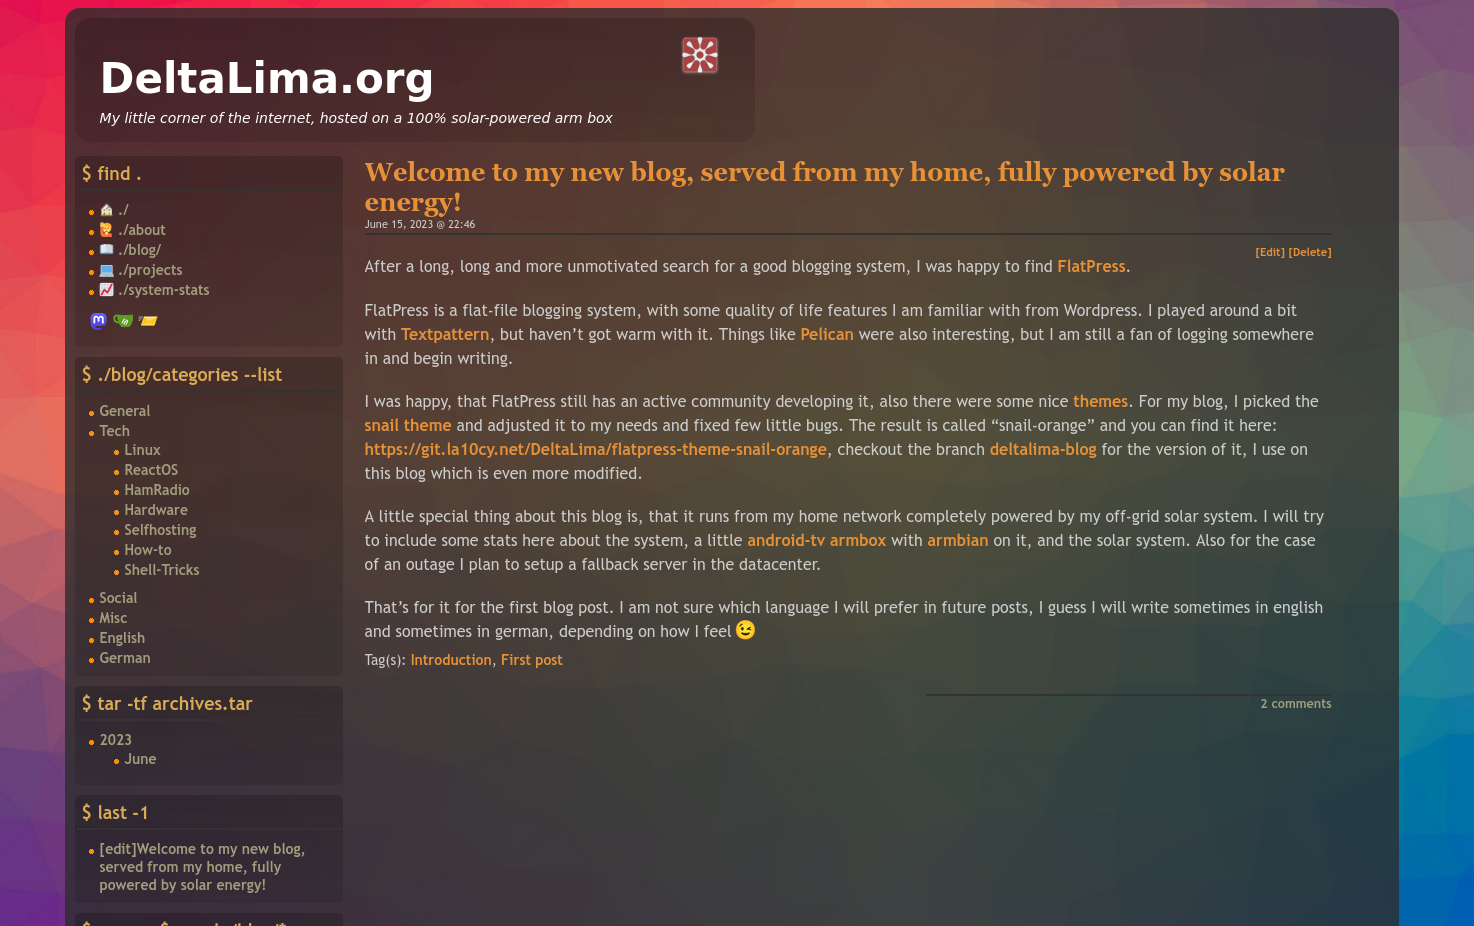 DeltaLima.org
My little corner of the internet, hosted on a 100% solar-powered arm box
$ find .
./
./about
./blog/
./projects
./system-stats
$ ./blog/categories --list
General
Tech
Linux
ReactOS
HamRadio
Hardware
Selfhosting
How-to
Shell-Tricks
Social
Misc
English
German
$ tar -tf archives.tar
2023
June
$ last -1
[edit]Welcome to my new blog,
served from my home, fully
powered by solar energy!
Welcome to my new blog, served from my home, fully powered by solar
energy!
June 15, 2023 @ 22:46
[Edit] [Delete]
After a long, long and more unmotivated search for a good blogging system, I was happy to find FlatPress.
FlatPress is a flat-file blogging system, with some quality of life features I am familiar with from Wordpress. I played around a bit
with Textpattern, but haven’t got warm with it. Things like Pelican were also interesting, but I am still a fan of logging somewhere
in and begin writing.
I was happy, that FlatPress still has an active community developing it, also there were some nice themes. For my blog, I picked the
snail theme and adjusted it to my needs and fixed few little bugs. The result is called “snail-orange” and you can find it here:
https://git.la10cy.net/DeltaLima/flatpress-theme-snail-orange, checkout the branch deltalima-blog for the version of it, I use on
this blog which is even more modified.
A little special thing about this blog is, that it runs from my home network completely powered by my off-grid solar system. I will try
to include some stats here about the system, a little android-tv armbox with armbian on it, and the solar system. Also for the case
of an outage I plan to setup a fallback server in the datacenter.
That’s for it for the first blog post. I am not sure which language I will prefer in future posts, I guess I will write sometimes in english
and sometimes in german, depending on how I feel 😉
Tag(s): Introduction, First post
2 comments